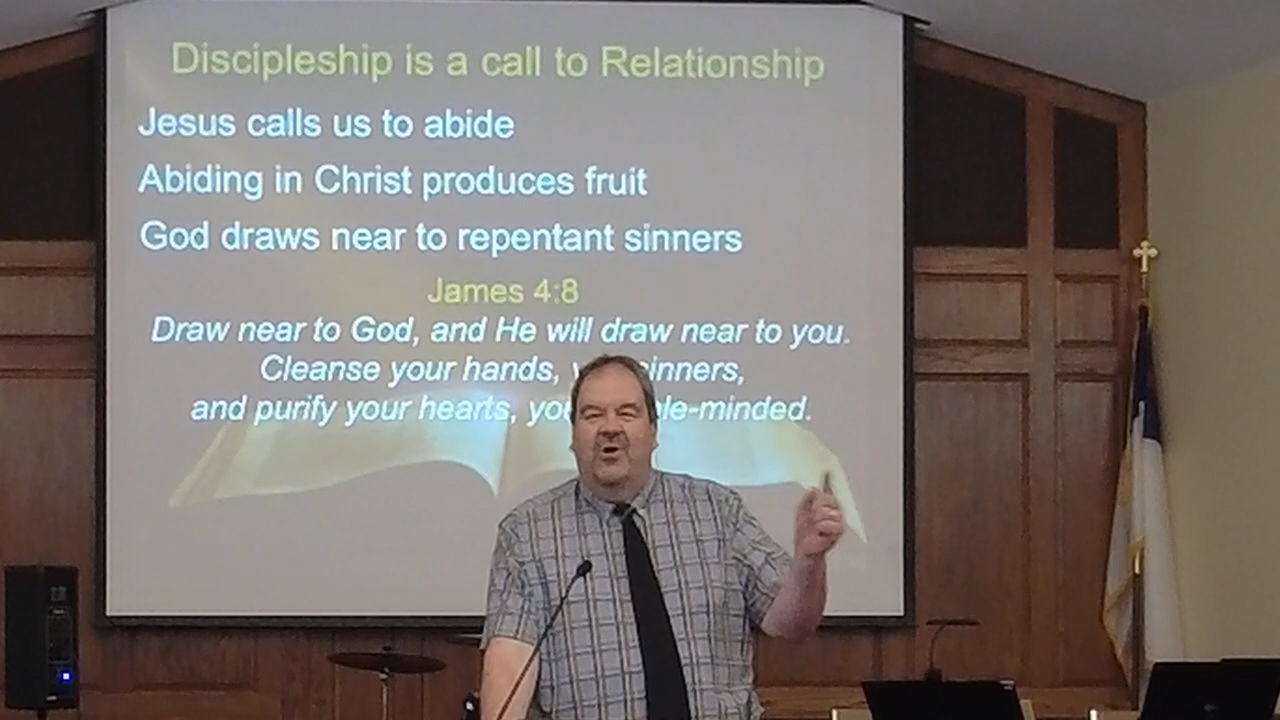 Discipleship is a call to Relationship
Jesus calls us to abide
Abiding in Christ produces fruit
God draws near to repentant sinners
James 4:8
Draw near to God, and He will draw near to you.
Cleanse your hands, sinners,
and purify your hearts, minded.